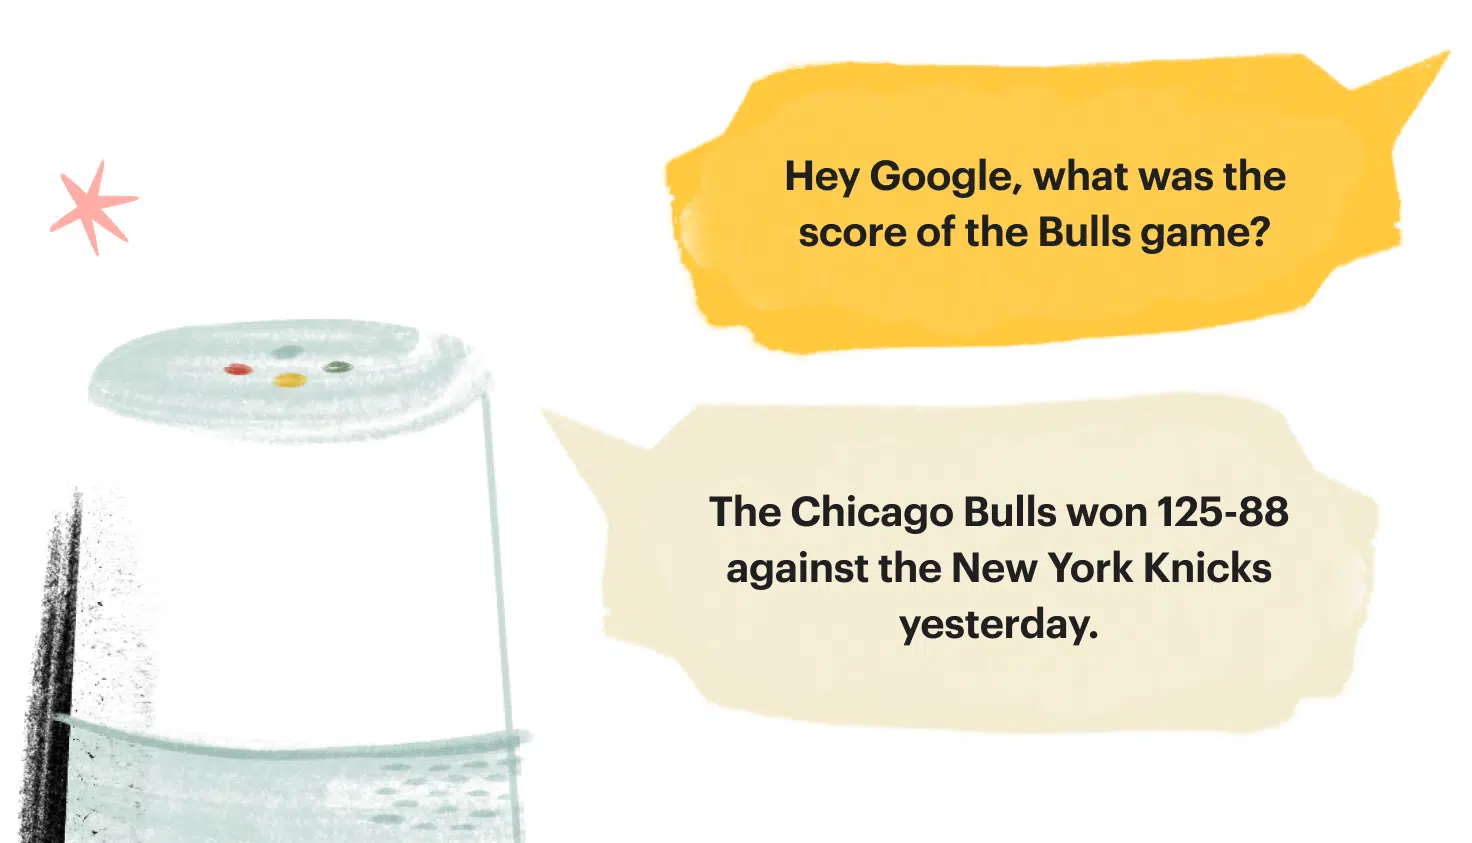 Hey Google, what was the
score of the Bulls game?
The Chicago Bulls won 125-88
against the New York Knicks
yesterday.